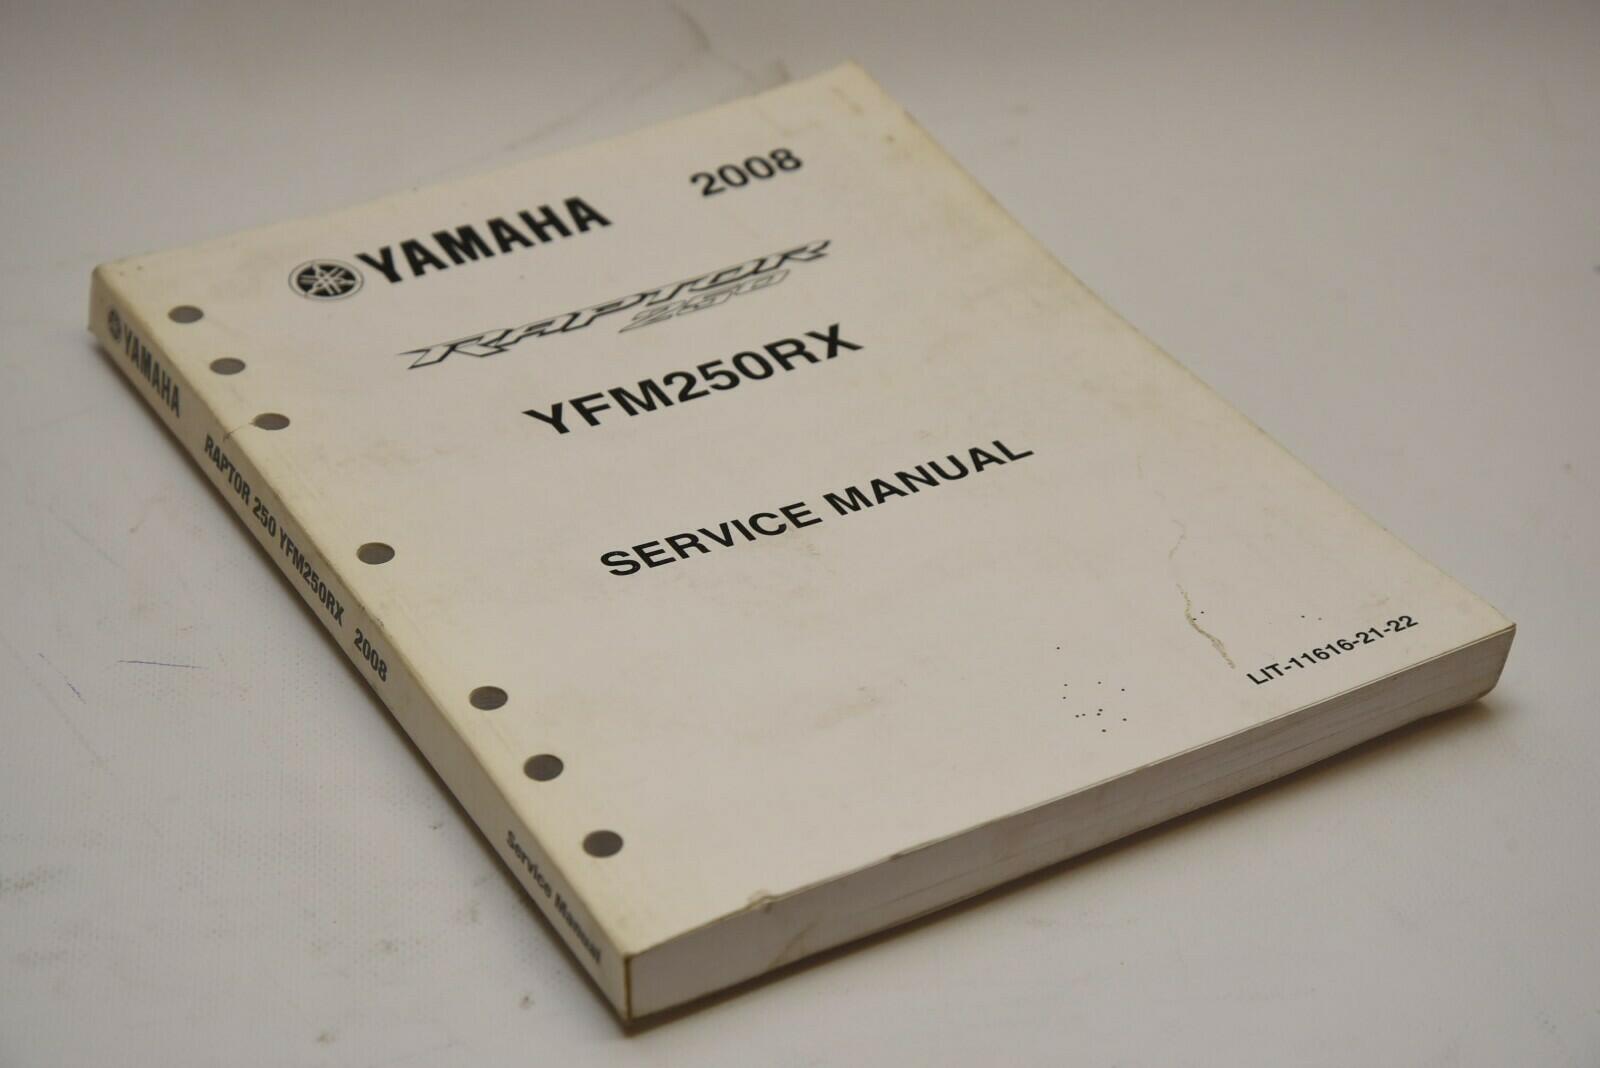 YAMAHA 2008
RAPTOR
250
YFM250RX
SERVICE MANUAL
LIT-11616-21-22
YAMAHA RAPTOR 250 YFM250RX 2008 Service Manual